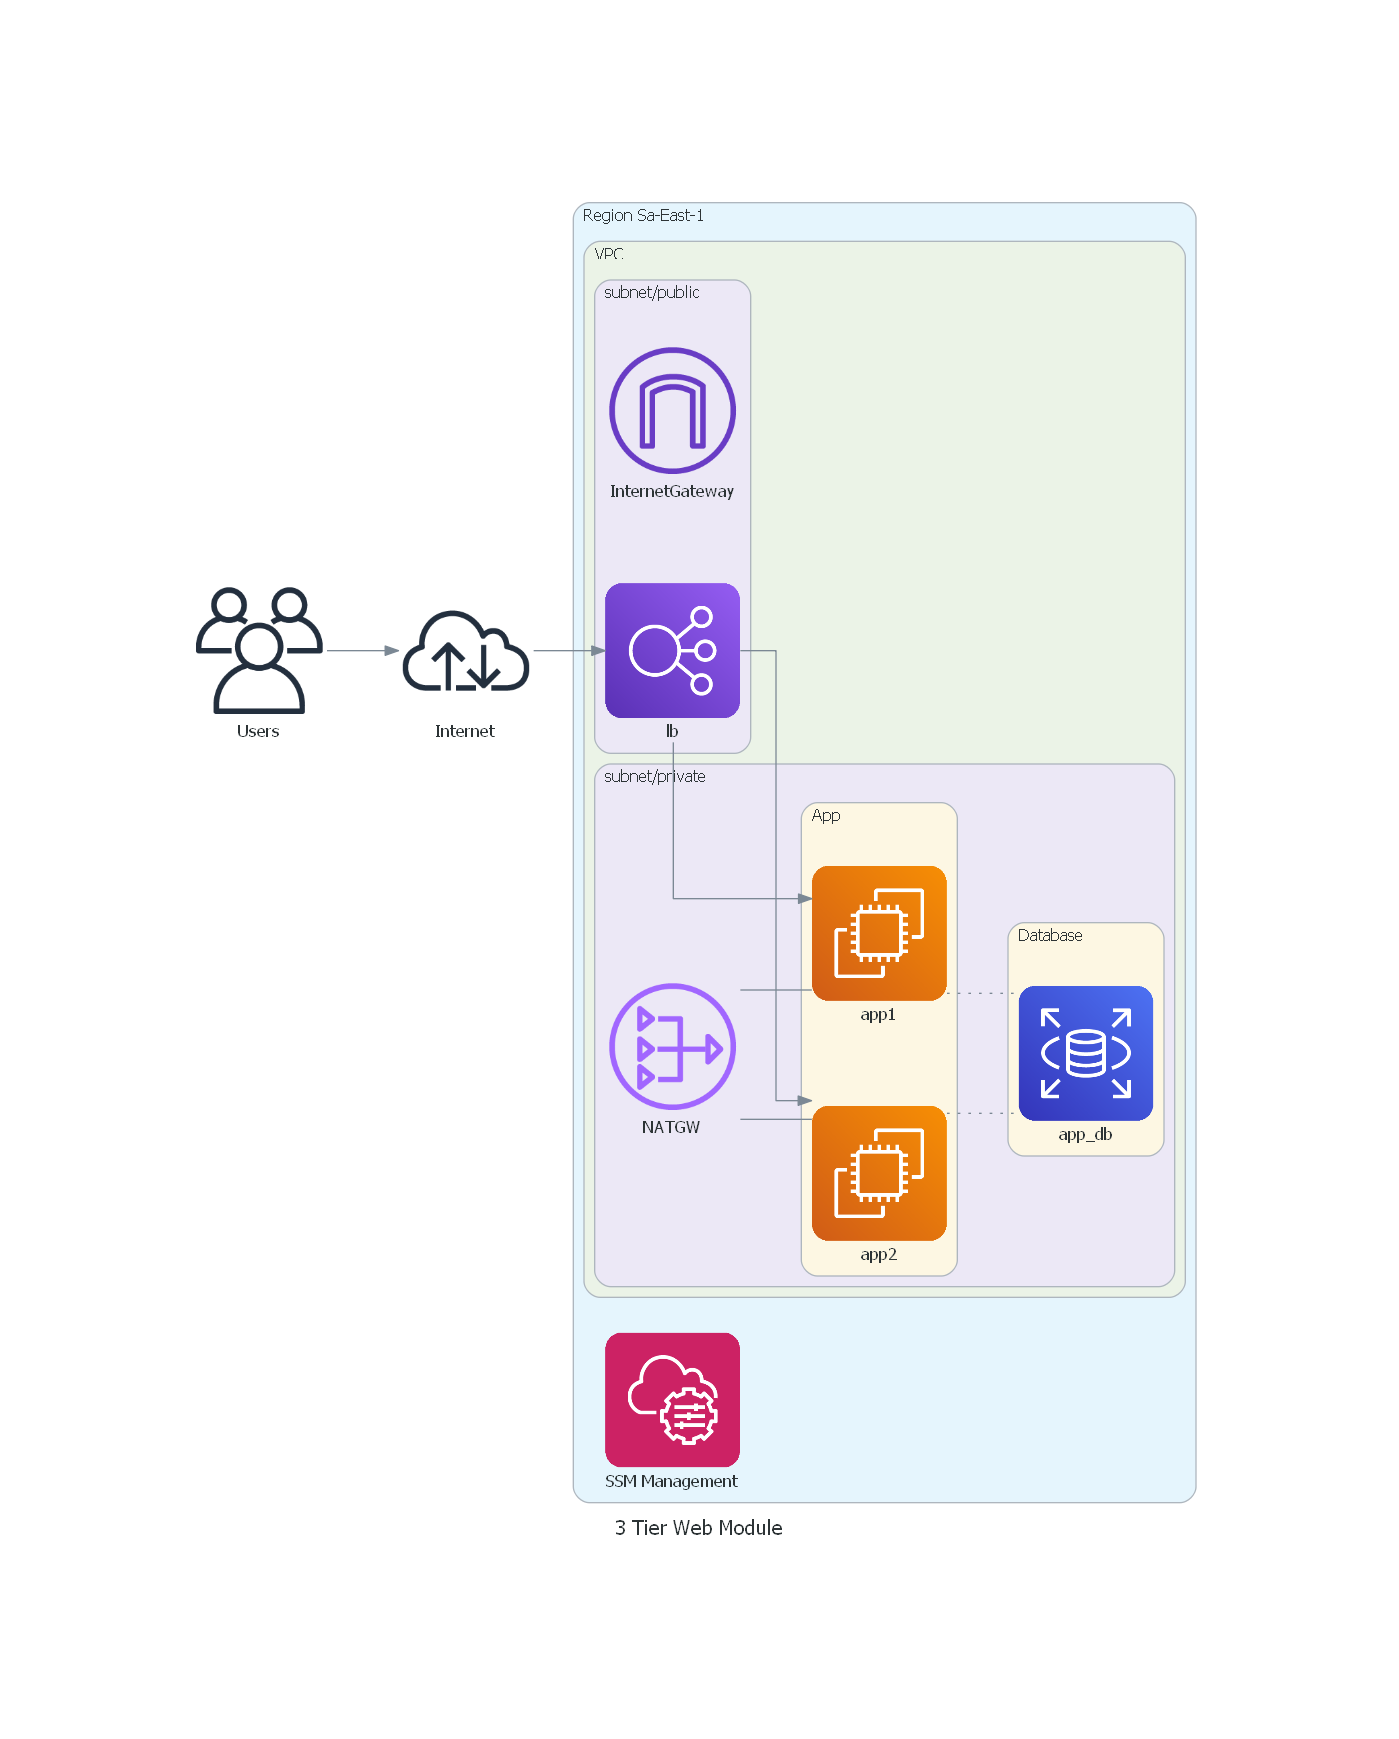 Region Sa-East-1
VPC
subnet/public
InternetGateway
Users
Internet
lb
subnet/private
App
app1
Database
NATGW
app_db
app2
SSM Management
3 Tier Web Module